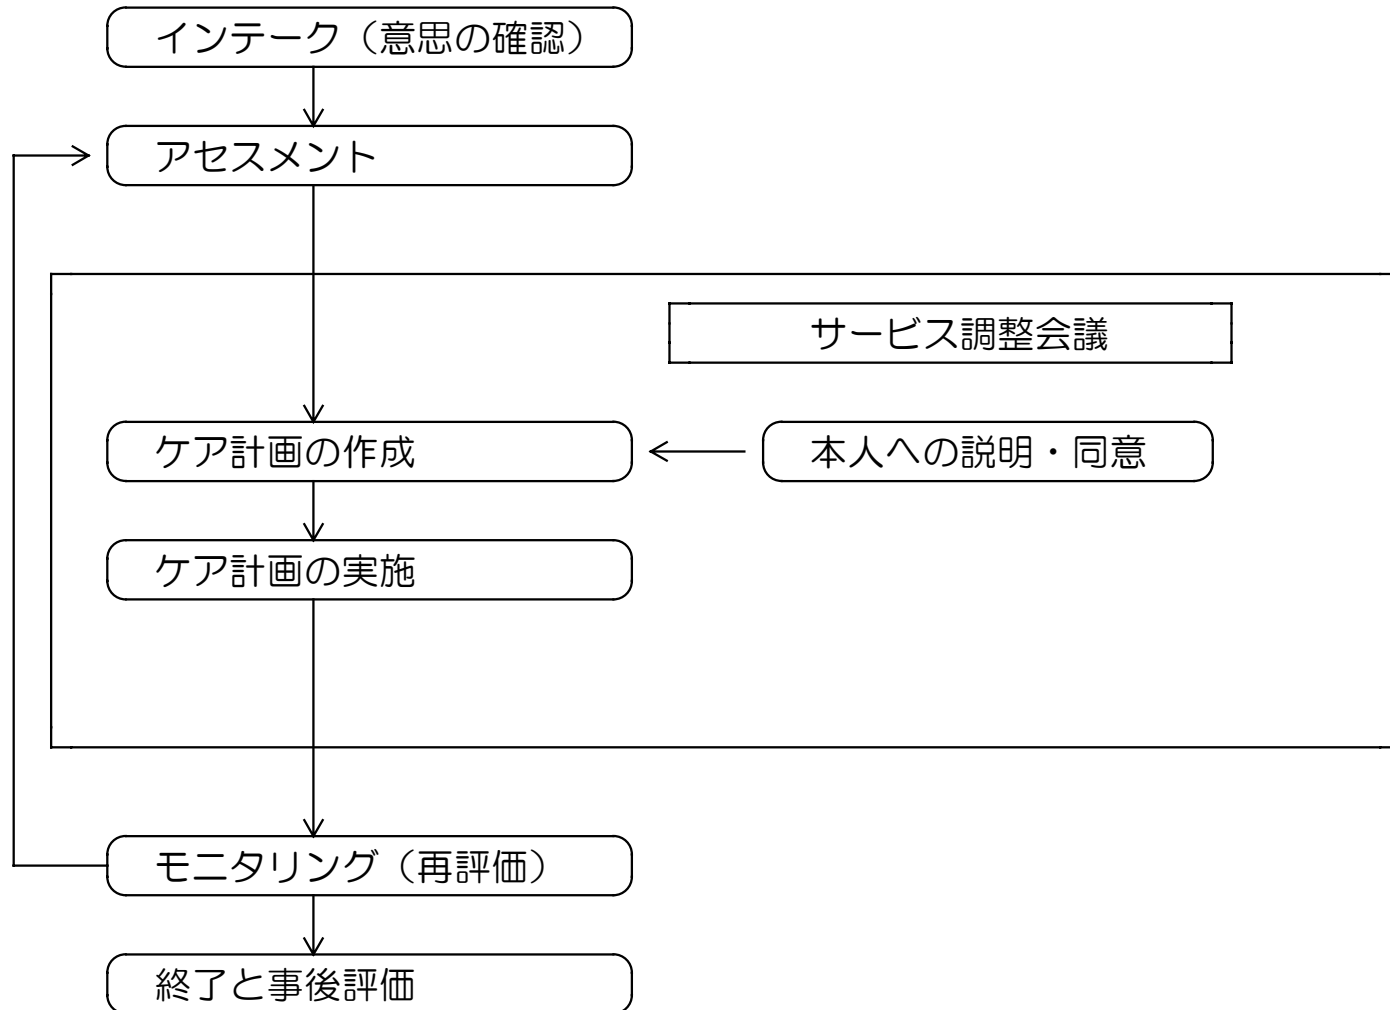 インテーク（意思の確認）
アセスメント
サービス調整会議
ケア計画の作成
本人への説明・同意
ケア計画の実施
モニタリング（再評価）
終了と事後評価